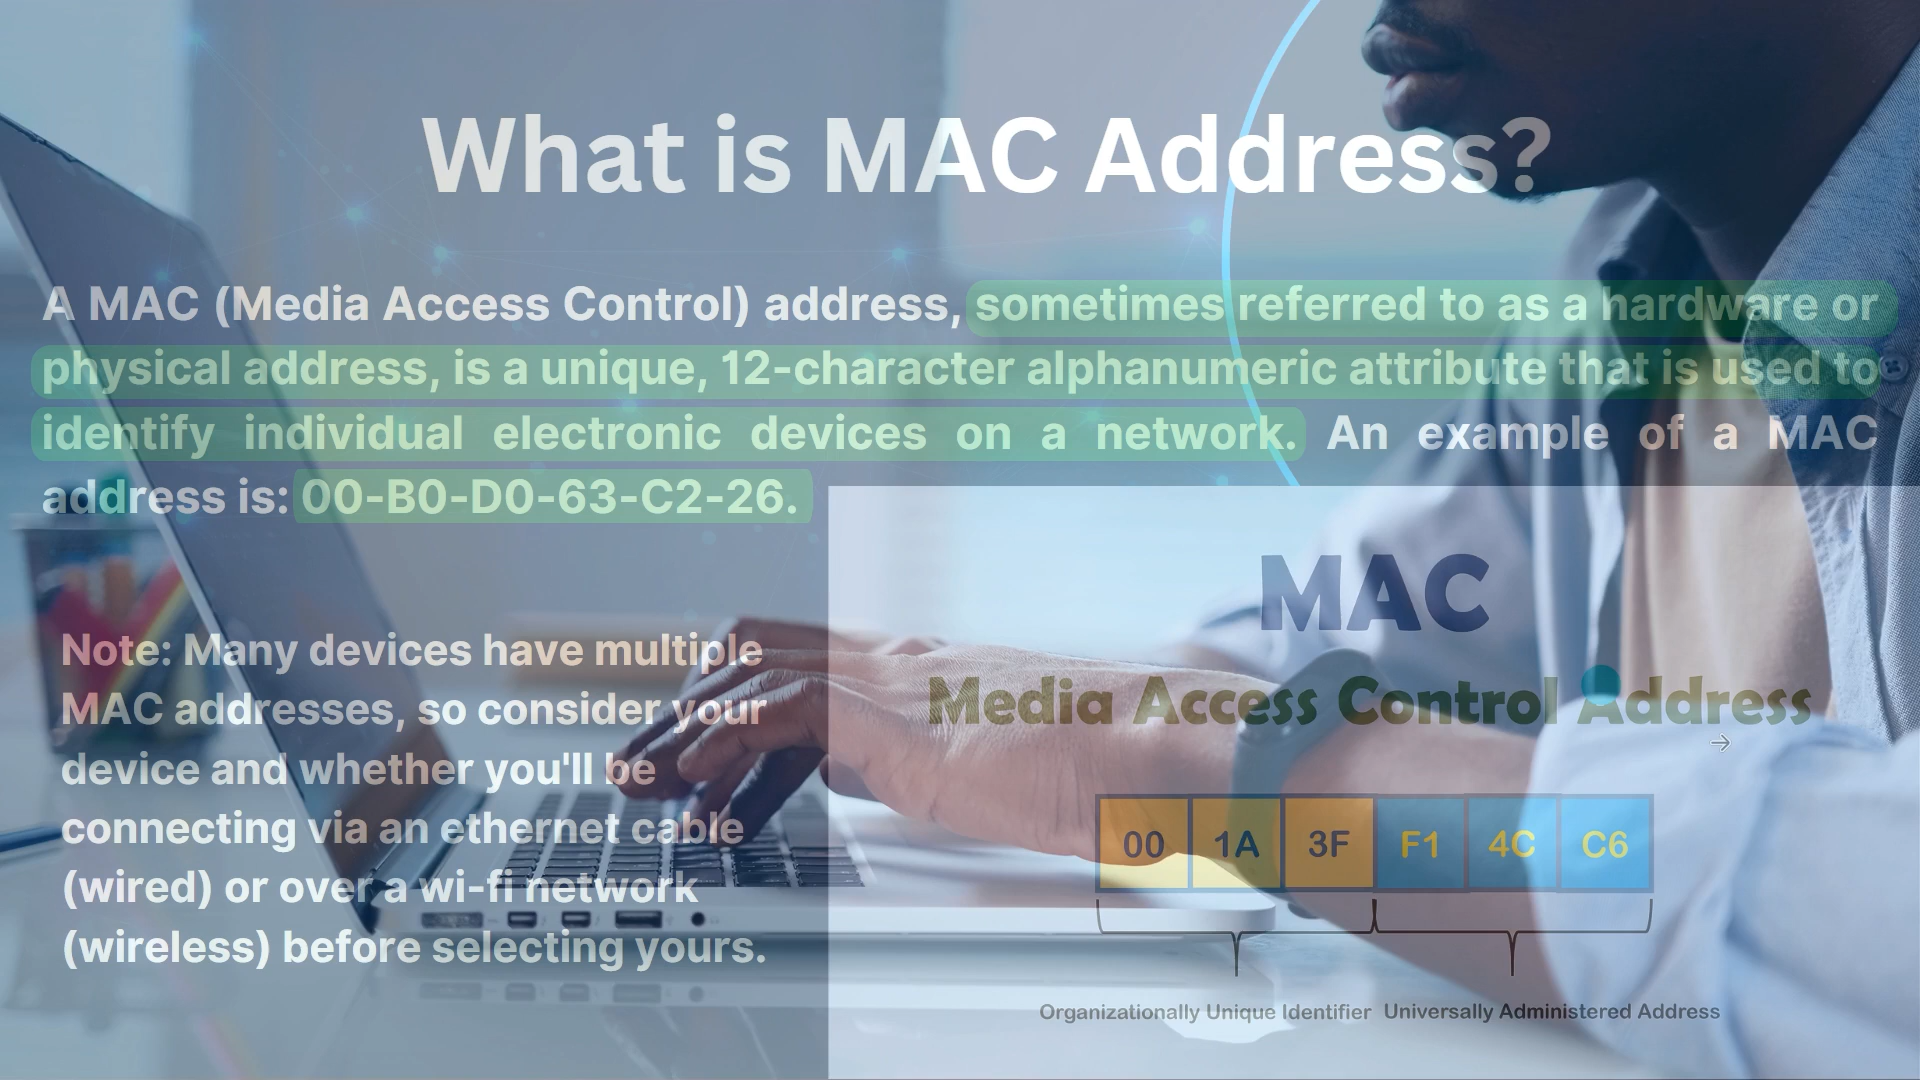 What is MAC Address?
A MAC (Media Access Control) address, sometimes referred to as a hardware or
physical address, is a unique, 12-character alphanumeric attribute that is used to
identify individual electronic devices on a network. An example of a MAC
address is: 00-B0-D0-63-C2-26.
Note: Many devices have multiple
MAC addresses, so consider your
device and whether you'll be
connecting via an ethernet cable
(wired) or over a wi-fi network
(wireless) before selecting yours.
MAC
Media Access Control Address
00 1A 3F F1 4C C6
Organizationally Unique Identifier Universally Administered Address